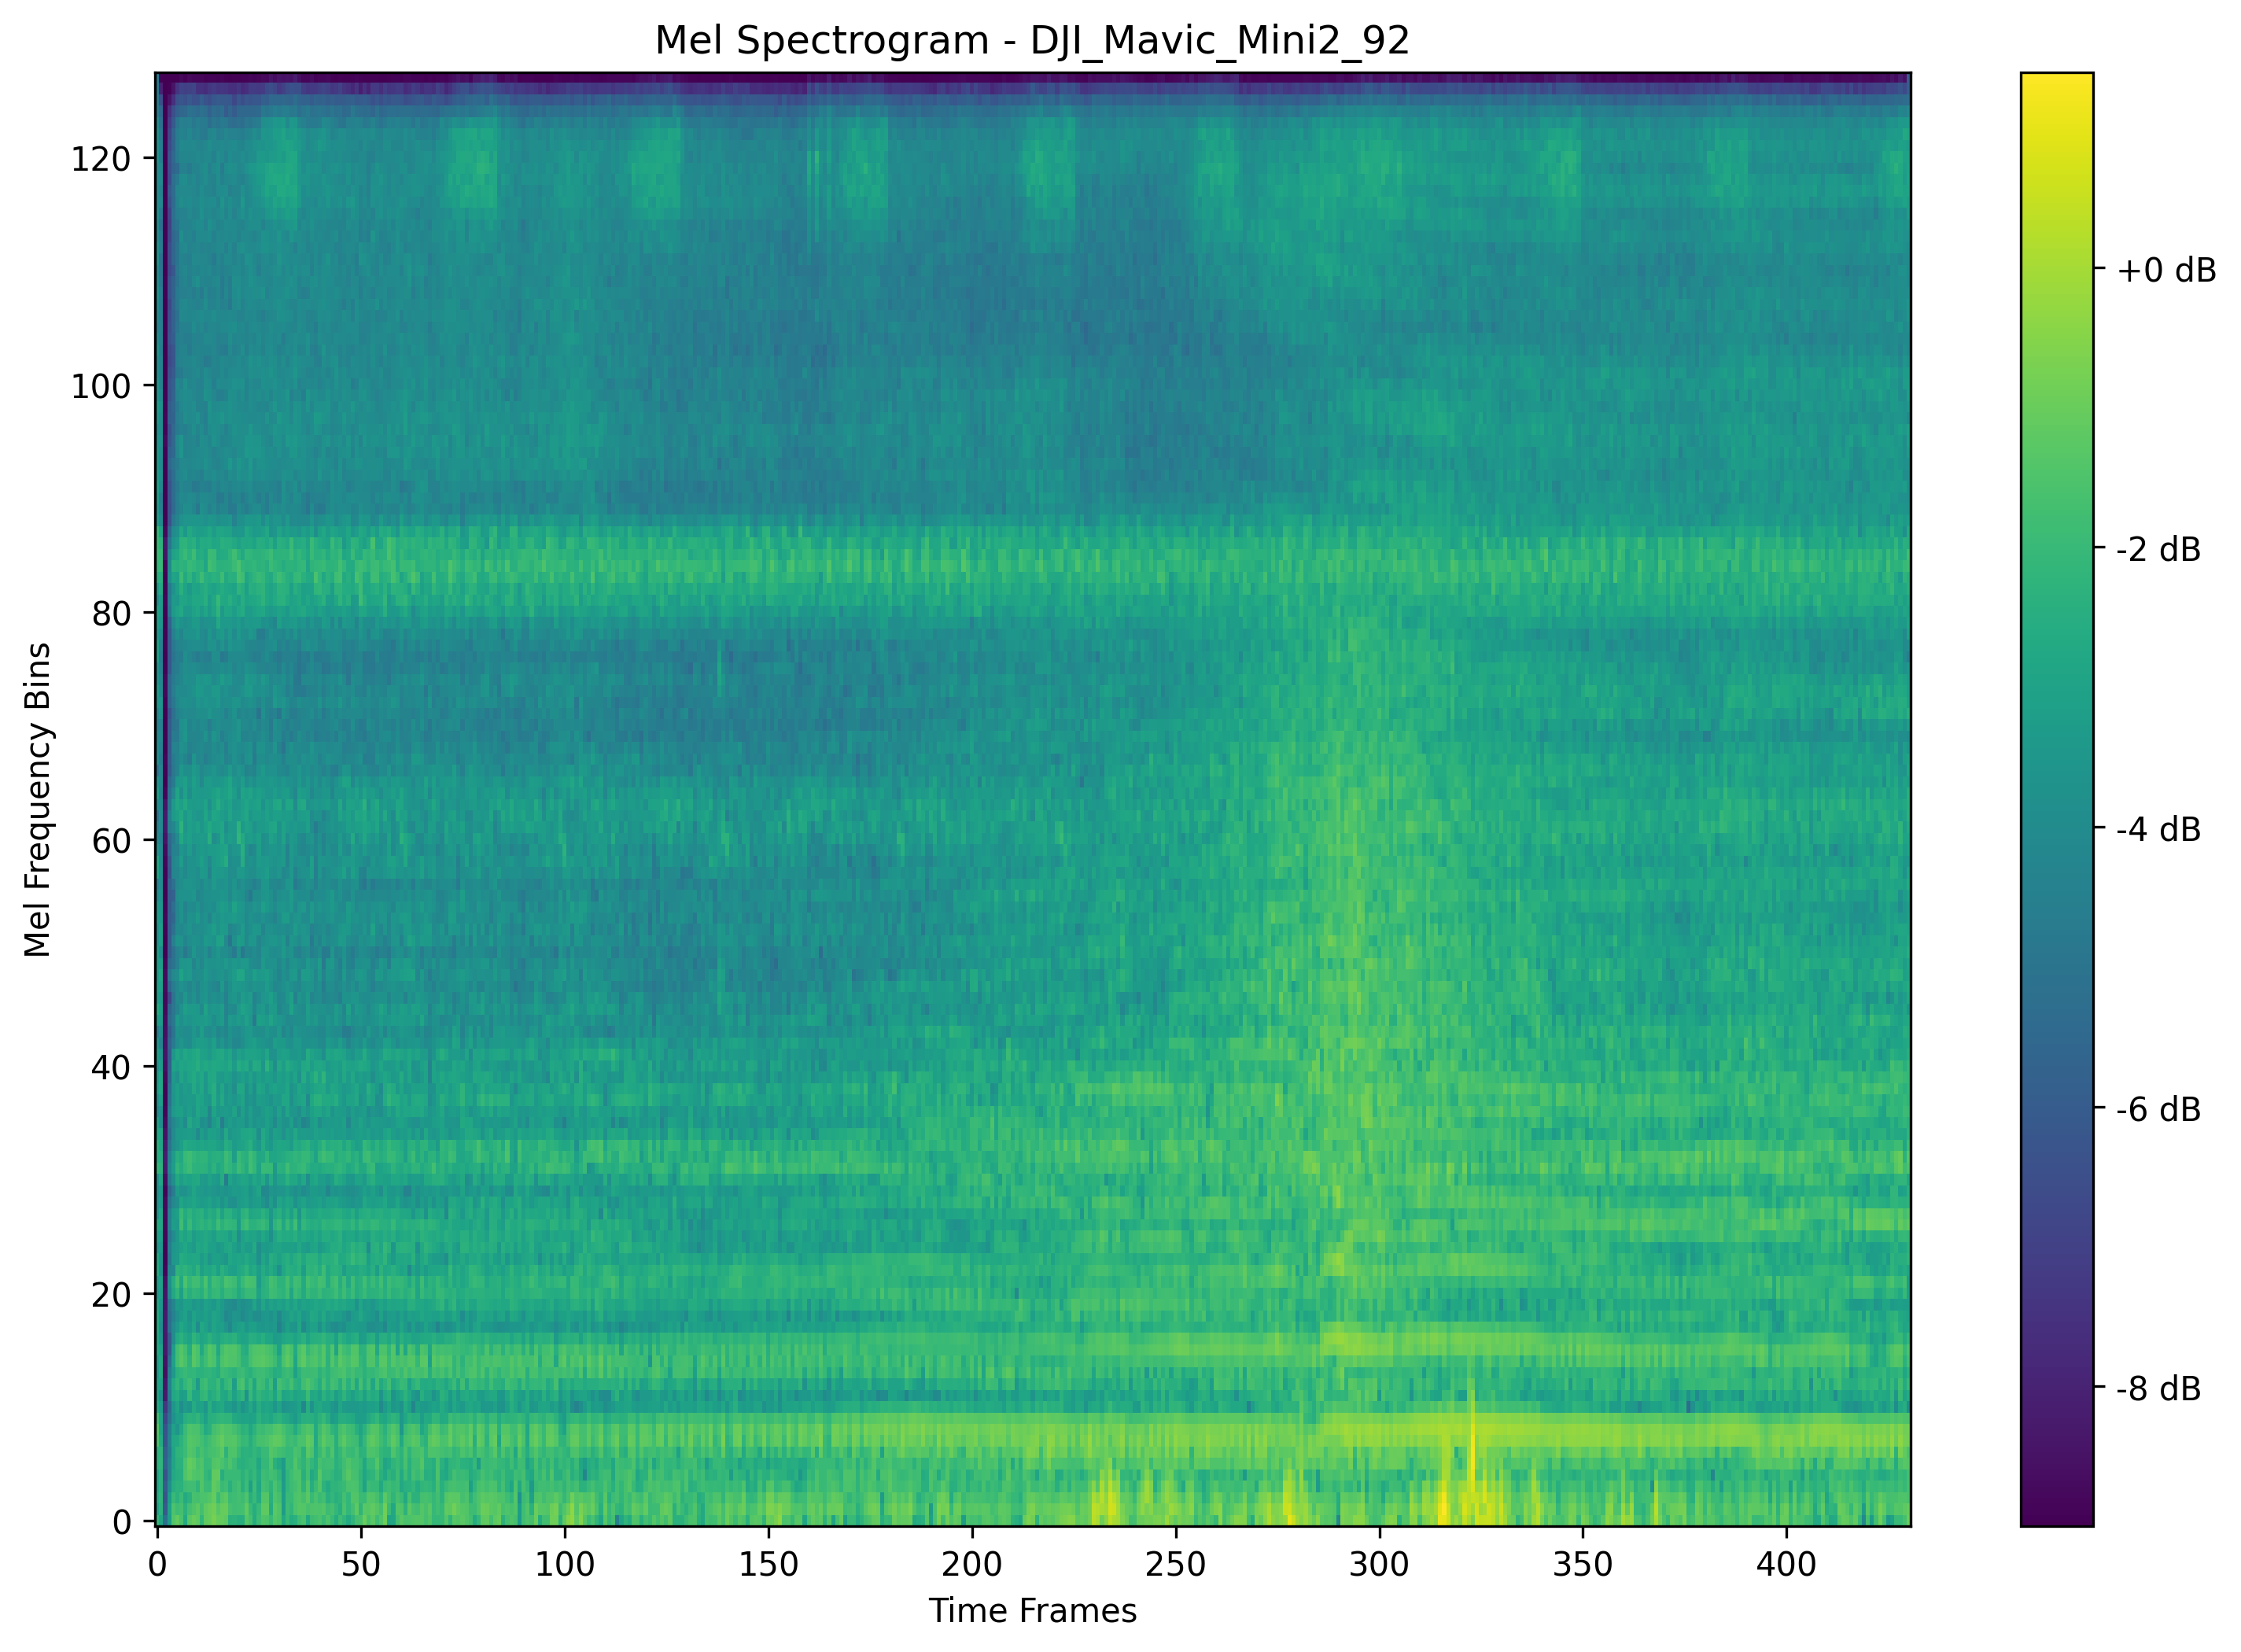 Mel Spectrogram - DJI_Mavic_Mini2_92
Mel Frequency Bins
120
100
80
60
40
20
0
0 50 100 150 200 250 300 350 400
Time Frames
+0 dB
-2 dB
-4 dB
-6 dB
-8 dB